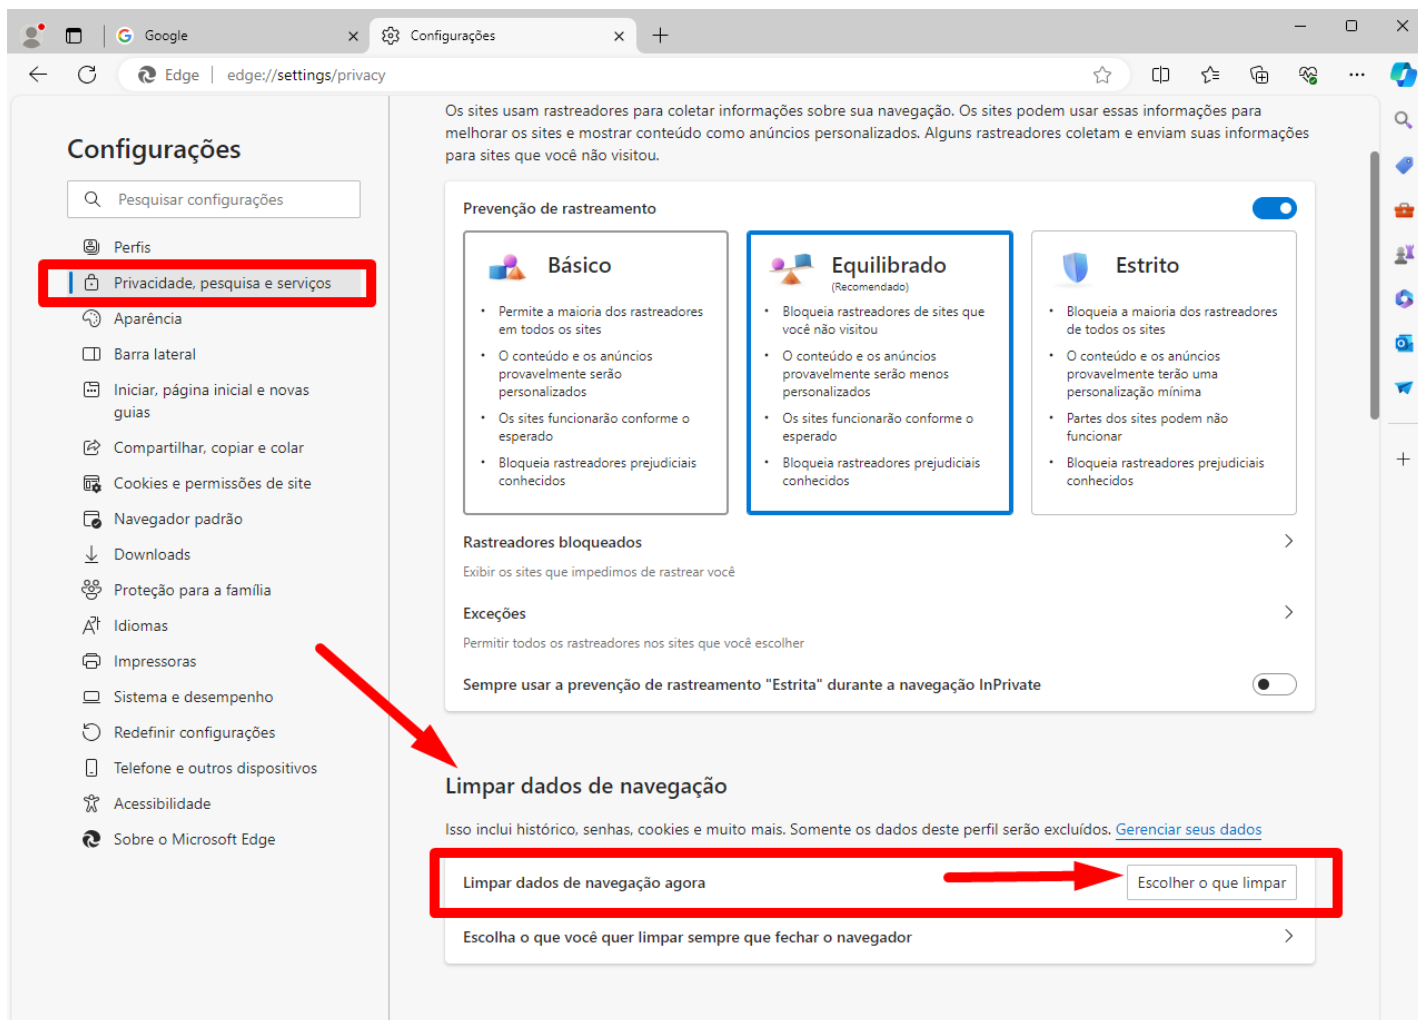 Google
Configurações
Edge
edge://settings/privacy
Configurações
Pesquisar configurações
Perfis
Privacidade, pesquisa e serviços
Aparência
Barra lateral
Iniciar, página inicial e novas
guias
Compartilhar, copiar e colar
Cookies e permissões de site
Navegador padrão
Downloads
Proteção para a família
Idiomas
Impressoras
Sistema e desempenho
Redefinir configurações
Telefone e outros dispositivos
Acessibilidade
Sobre o Microsoft Edge
Os sites usam rastreadores para coletar informações sobre sua navegação. Os sites podem usar essas informações para
melhorar os sites e mostrar conteúdo como anúncios personalizados. Alguns rastreadores coletam e enviam suas informações
para sites que você não visitou.
Prevenção de rastreamento
Básico
• Permite a maioria dos rastreadores
em todos os sites
• O conteúdo e os anúncios
provavelmente serão
personalizados
• Os sites funcionarão conforme o
esperado
• Bloqueia rastreadores prejudiciais
conhecidos
Equilibrado
(Recomendado)
• Bloqueia rastreadores de sites que
você não visitou
• O conteúdo e os anúncios
provavelmente serão menos
personalizados
• Os sites funcionarão conforme o
esperado
• Bloqueia rastreadores prejudiciais
conhecidos
Estrito
• Bloqueia a maioria dos rastreadores
de todos os sites
• O conteúdo e os anúncios
provavelmente terão uma
personalização mínima
• Partes dos sites podem não
funcionar
• Bloqueia rastreadores prejudiciais
conhecidos
Rastreadores bloqueados
Exibir os sites que impedimos de rastrear você
Exceções
Permitir todos os rastreadores nos sites que você escolher
Sempre usar a prevenção de rastreamento "Estrita" durante a navegação InPrivate
Limpar dados de navegação
Isso inclui histórico, senhas, cookies e muito mais. Somente os dados deste perfil serão excluídos. Gerenciar seus dados
Limpar dados de navegação agora
Escolher o que limpar
Escolha o que você quer limpar sempre que fechar o navegador